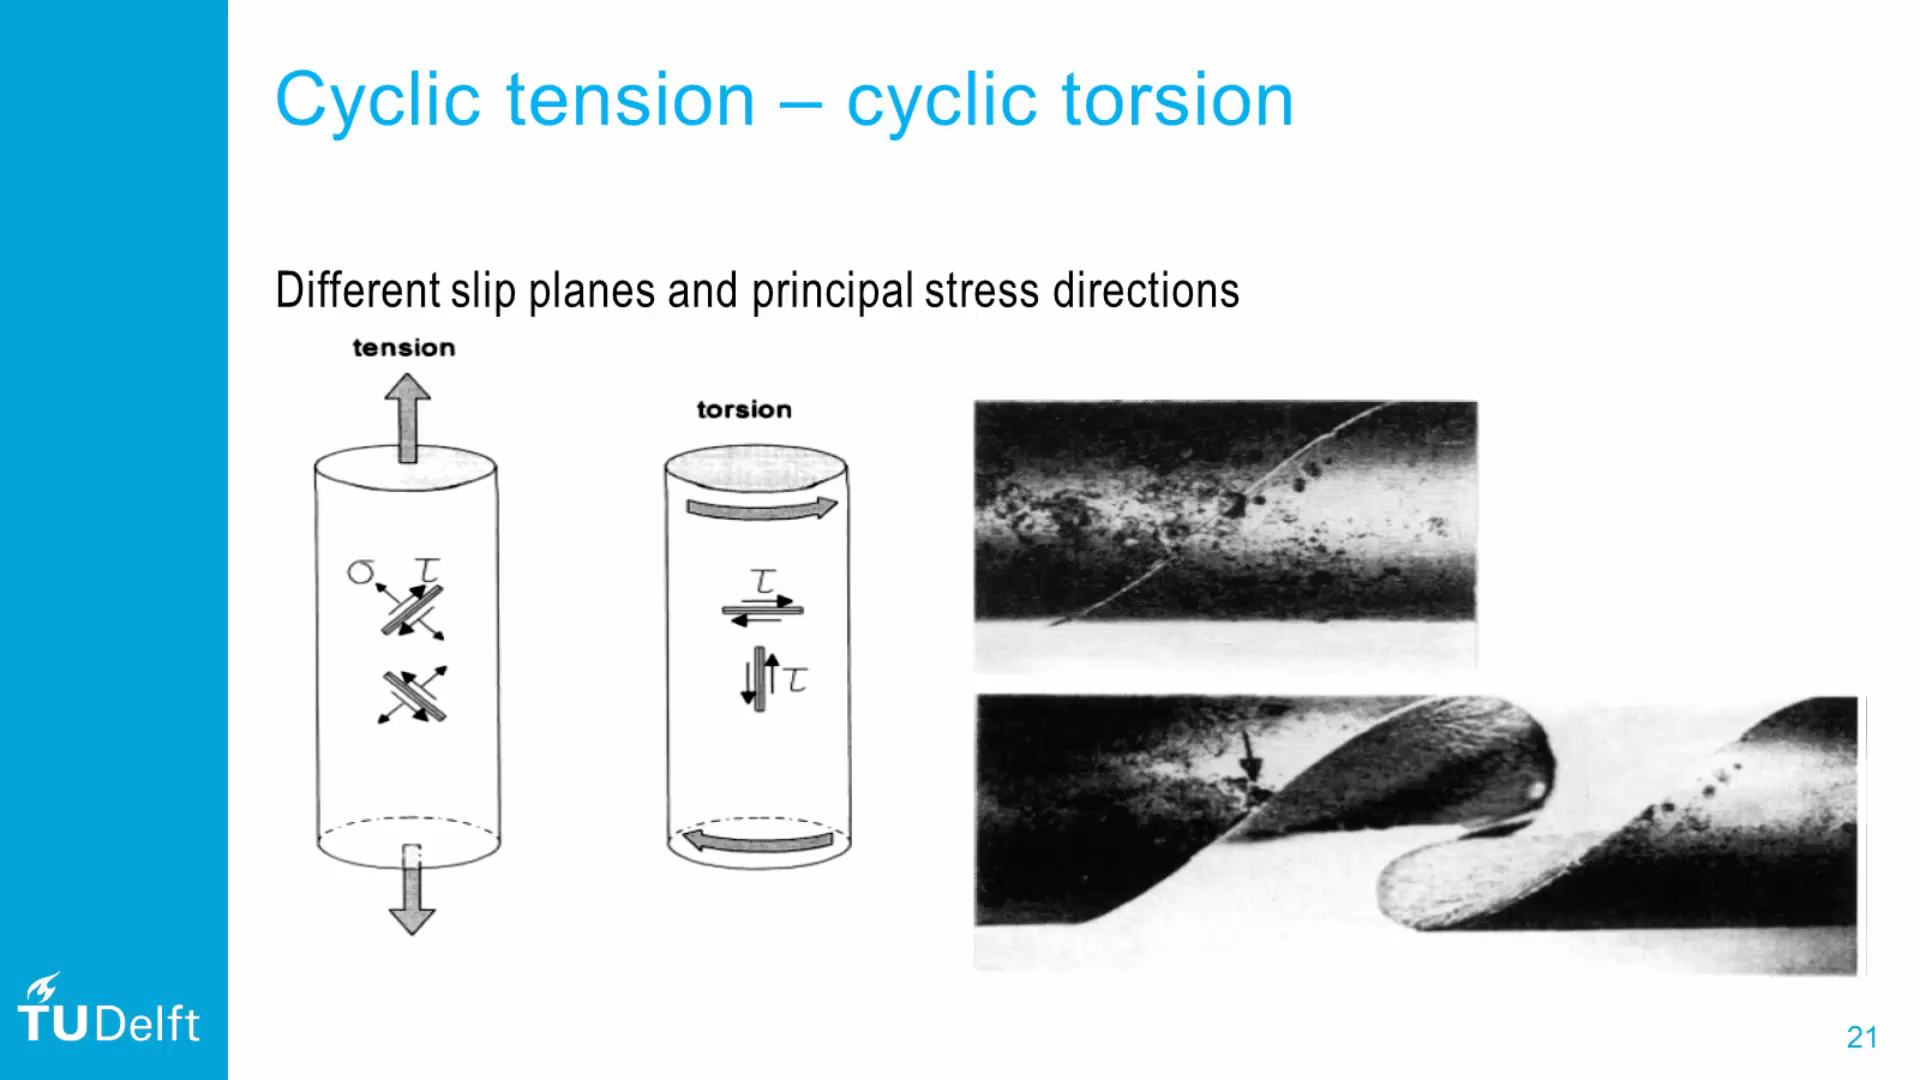 Cyclic tension – cyclic torsion
Different slip planes and principal stress directions
tension
torsion
σ τ
τ
τ
TUDelft
21